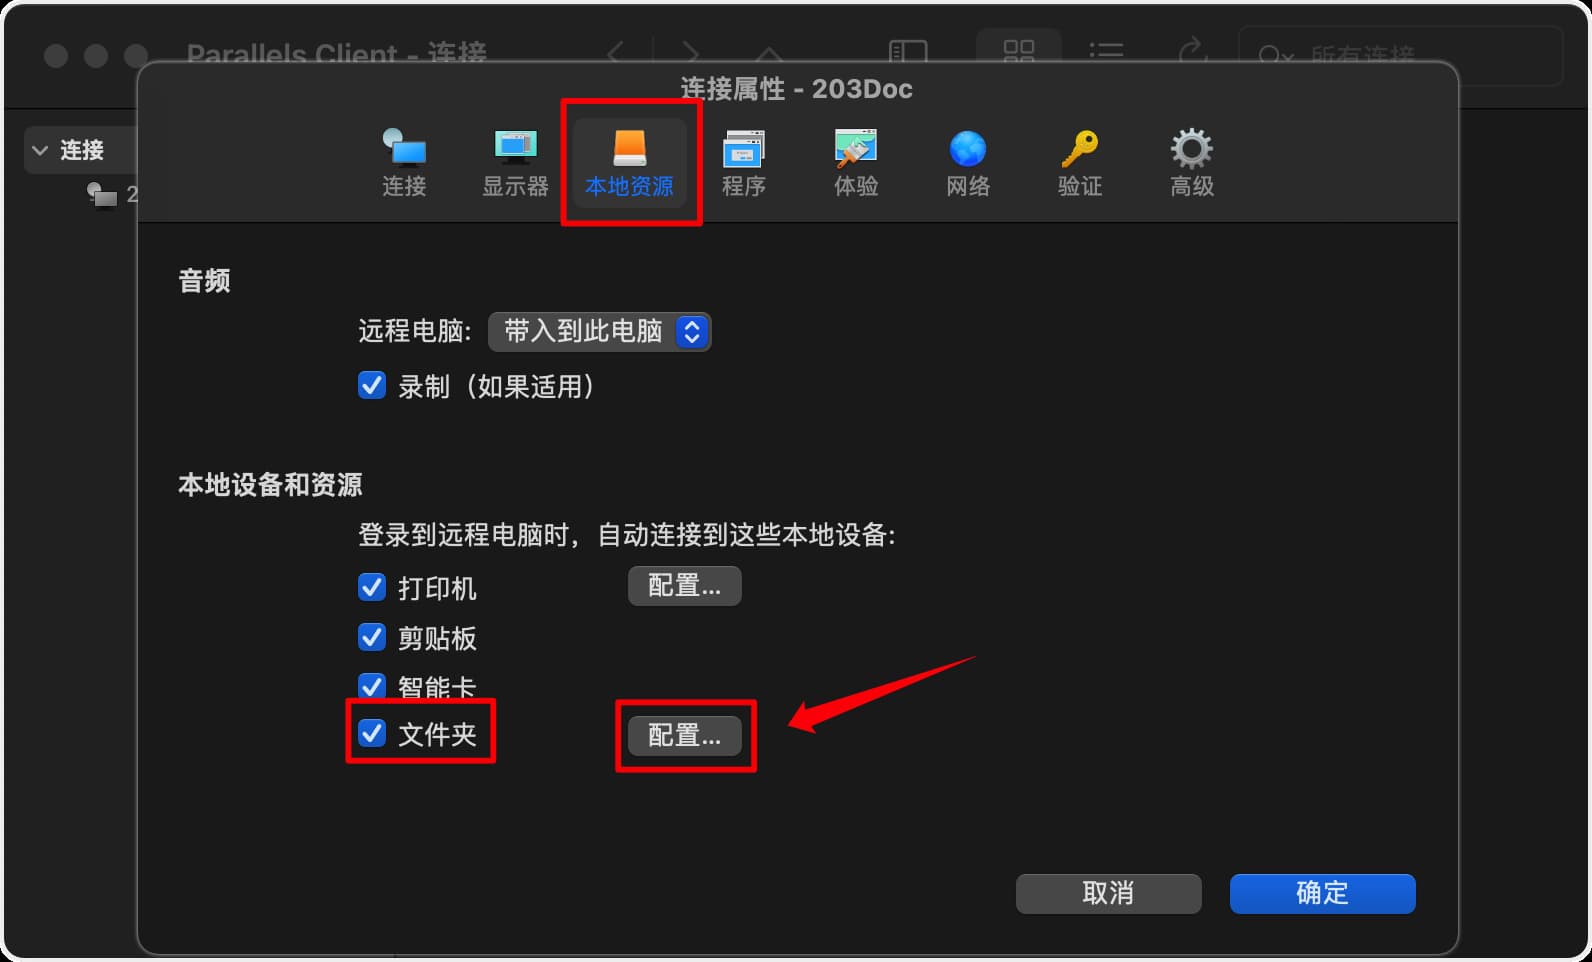 Parallels Client - 连接
所有连接
连接属性 - 203Doc
连接
2
连接
显示器
本地资源
程序
体验
网络
验证
高级
音频
远程电脑: 带入到此电脑
录制（如果适用）
本地设备和资源
登录到远程电脑时，自动连接到这些本地设备:
打印机 配置...
剪贴板
智能卡
文件夹 配置...
取消 确定